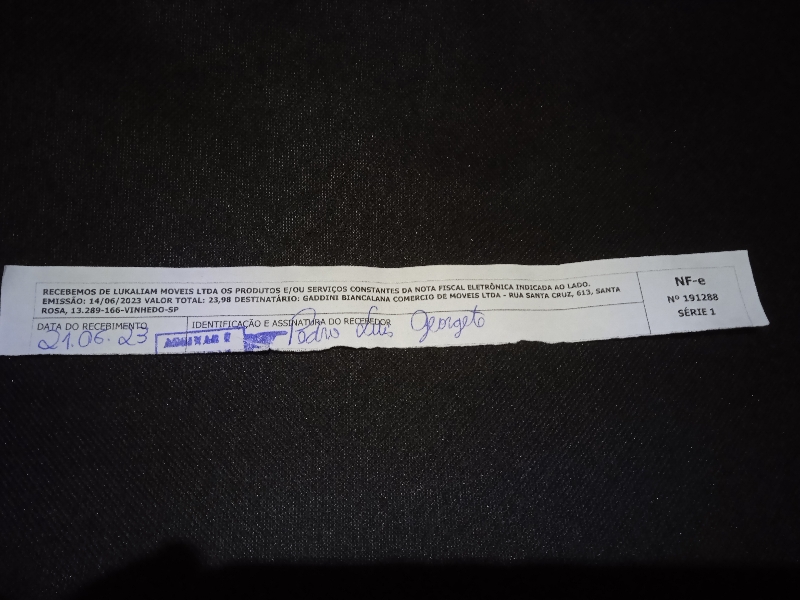 RECEBEMOS DE LUKALIAM MOVEIS LTDA OS PRODUTOS E/OU SERVIÇOS CONSTANTES DA NOTA FISCAL ELETRÔNICA INDICADA AO LADO.
EMISSÃO: 14/06/2023 VALOR TOTAL: 23,98 DESTINATÁRIO: GADDINI BIANCALANA COMERCIO DE MOVEIS LTDA - RUA SANTA CRUZ, 613, SANTA
ROSA, 13.289-166-VINHEDO-SP
DATA DO RECEBIMENTO
21.06.23
IDENTIFICAÇÃO E ASSINATURA DO RECEBEDOR
Pedro Luis Georgeto
NF-e
Nº 191288
SÉRIE 1